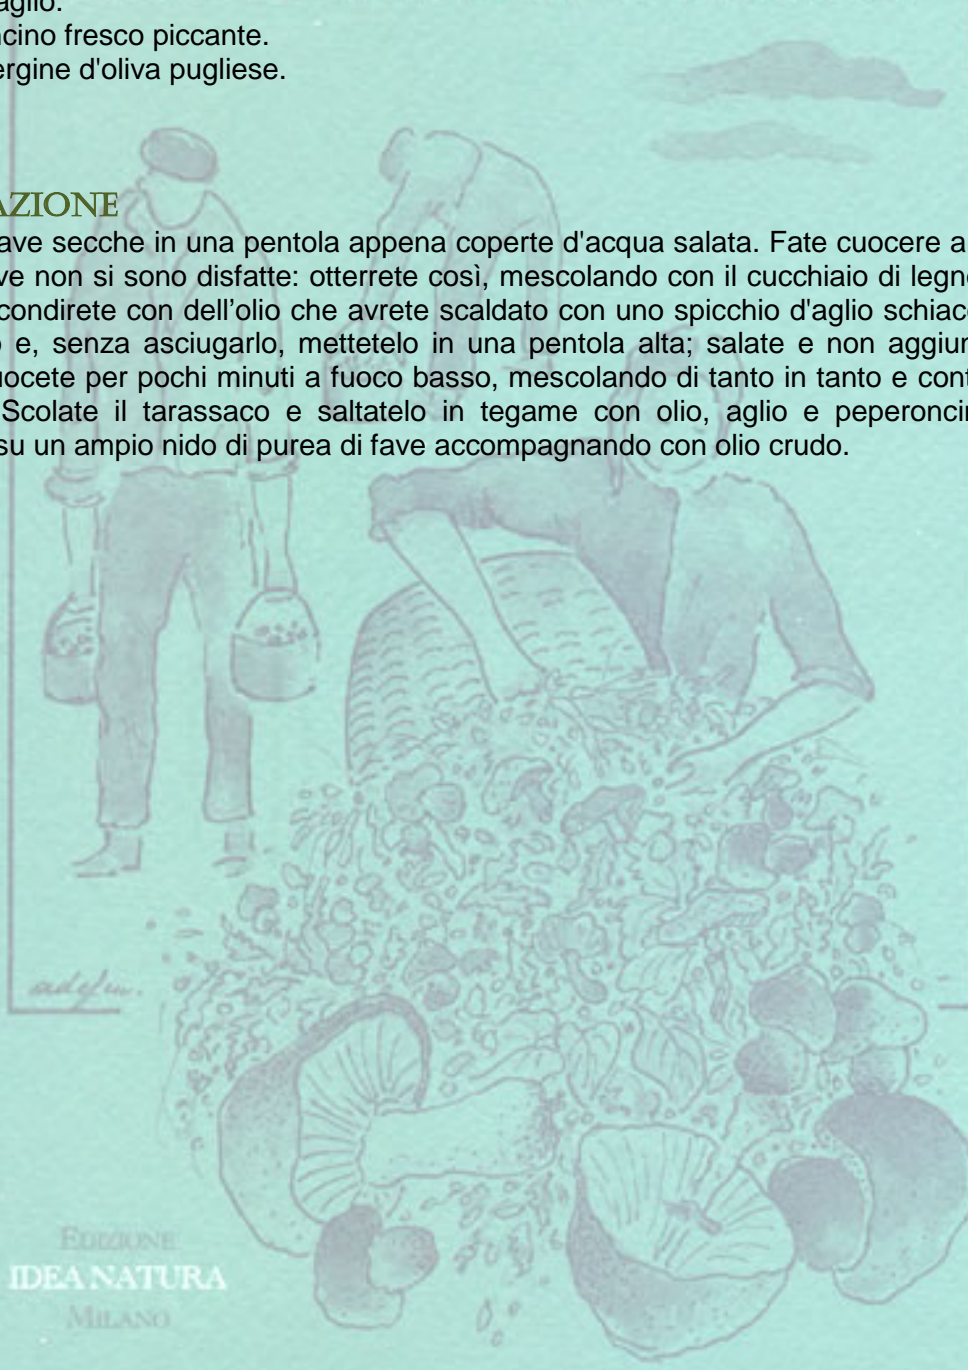 aglio.
ncino fresco piccante.
ergine d'oliva pugliese.
AZIONE
ave secche in una pentola appena coperte d'acqua salata. Fate cuocere a
ve non si sono disfatte: otterrete così, mescolando con il cucchiaio di legno
condirete con dell’olio che avrete scaldato con uno spicchio d'aglio schiacc
o e, senza asciugarlo, mettetelo in una pentola alta; salate e non aggiun
uocete per pochi minuti a fuoco basso, mescolando di tanto in tanto e cont
Scolate il tarassaco e saltatelo in tegame con olio, aglio e peperoncin
su un ampio nido di purea di fave accompagnando con olio crudo.
EDIZIONE
IDEA NATURA
MILANO